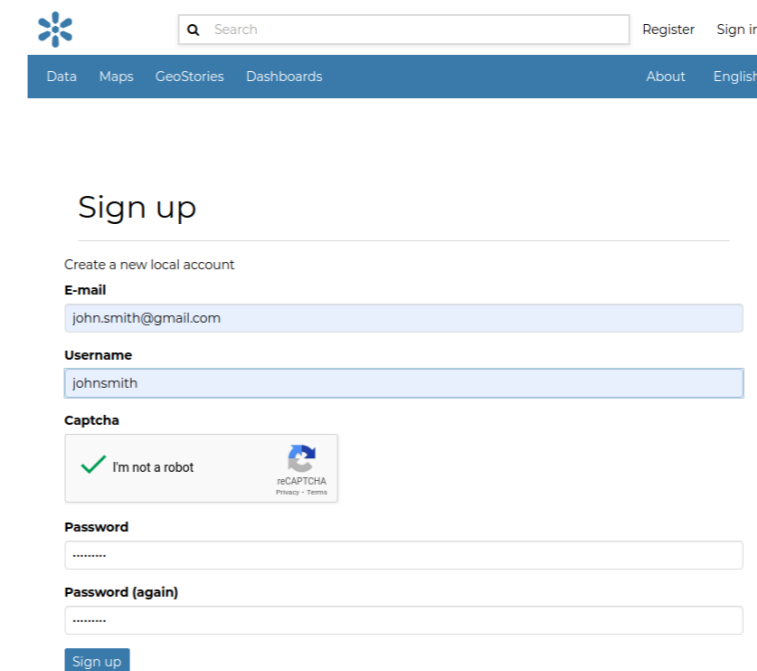 Search
Register Sign in
Data Maps GeoStories Dashboards About English
Sign up
Create a new local account
E-mail
john.smith@gmail.com
Username
johnsmith
Captcha
I'm not a robot
reCAPTCHA
Privacy - Terms
Password
·········
Password (again)
·········
Sign up